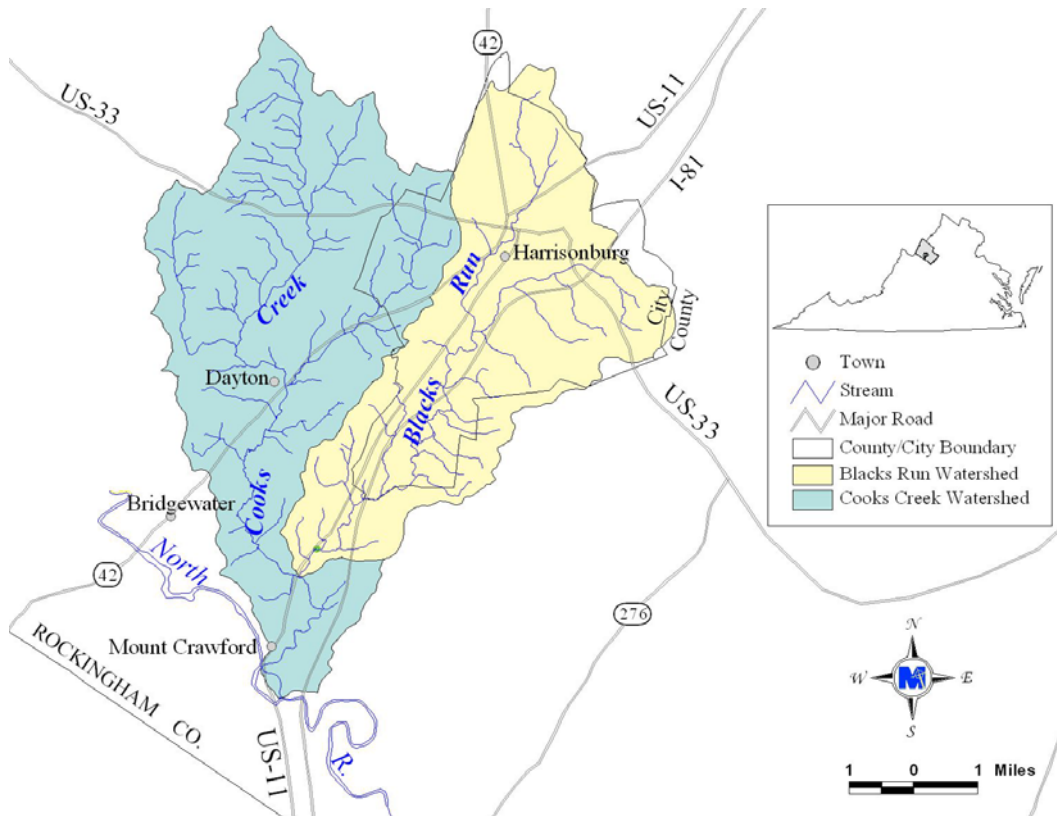 42
US-33
US-11
I-81
Harrisonburg
Run
Creek
City
County
Dayton
Blacks
US-33
Cooks
Bridgewater
North
42
276
Mount Crawford
ROCKINGHAM CO.
US-11
R.
Town
Stream
Major Road
County/City Boundary
Blacks Run Watershed
Cooks Creek Watershed
N
W
M
E
S
1 0 1 Miles